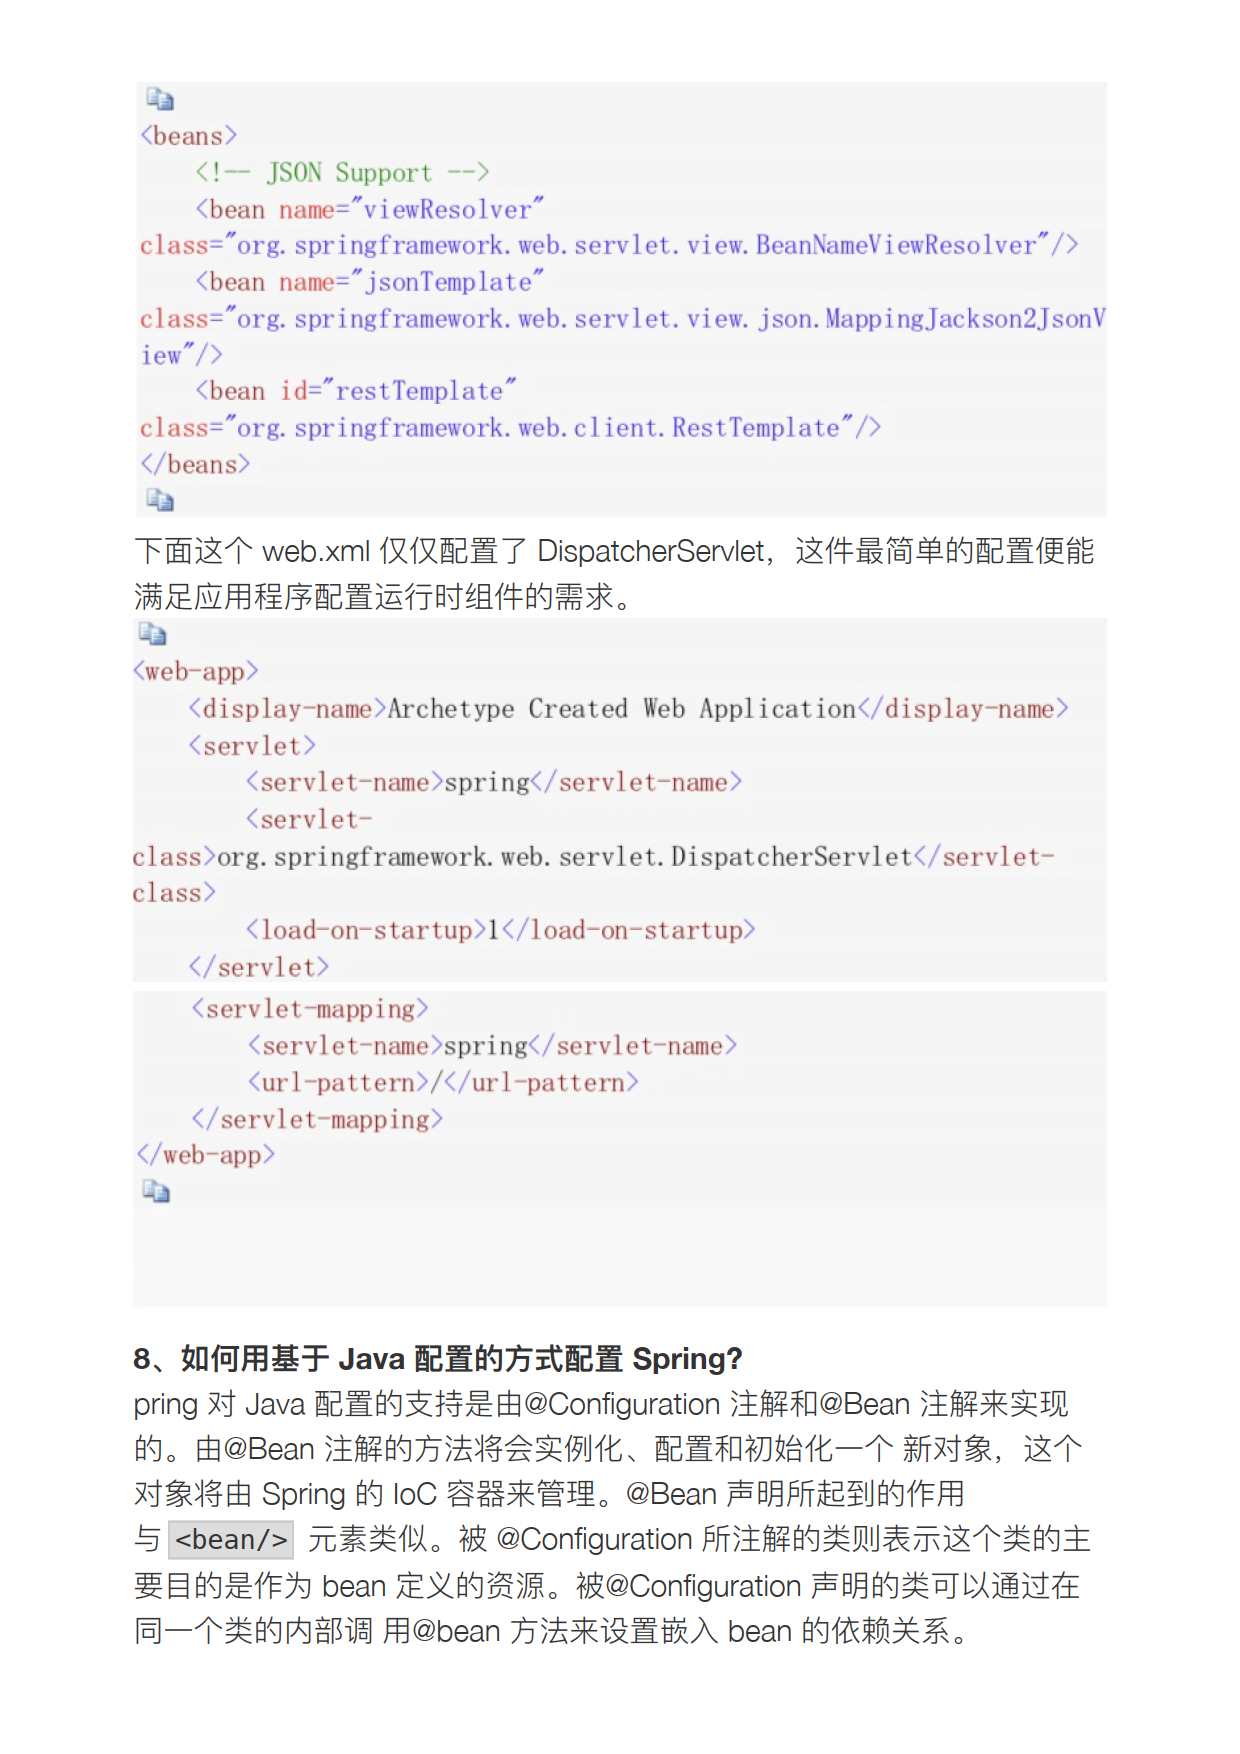 <beans>
    <!-- JSON Support -->
    <bean name="viewResolver"
class="org.springframework.web.servlet.view.BeanNameViewResolver"/>
    <bean name="jsonTemplate"
class="org.springframework.web.servlet.view.json.MappingJackson2JsonV
iew"/>
    <bean id="restTemplate"
class="org.springframework.web.client.RestTemplate"/>
</beans>
下面这个 web.xml 仅仅配置了 DispatcherServlet，这件最简单的配置便能
满足应用程序配置运行时组件的需求。
<web-app>
    <display-name>Archetype Created Web Application</display-name>
    <servlet>
        <servlet-name>spring</servlet-name>
        <servlet-
class>org.springframework.web.servlet.DispatcherServlet</servlet-
class>
        <load-on-startup>1</load-on-startup>
    </servlet>
    <servlet-mapping>
        <servlet-name>spring</servlet-name>
        <url-pattern>/</url-pattern>
    </servlet-mapping>
</web-app>
8、如何用基于 Java 配置的方式配置 Spring?
pring 对 Java 配置的支持是由@Configuration 注解和@Bean 注解来实现
的。由@Bean 注解的方法将会实例化、配置和初始化一个 新对象，这个
对象将由 Spring 的 IoC 容器来管理。@Bean 声明所起到的作用
与 <bean/> 元素类似。被 @Configuration 所注解的类则表示这个类的主
要目的是作为 bean 定义的资源。被@Configuration 声明的类可以通过在
同一个类的内部调 用@bean 方法来设置嵌入 bean 的依赖关系。